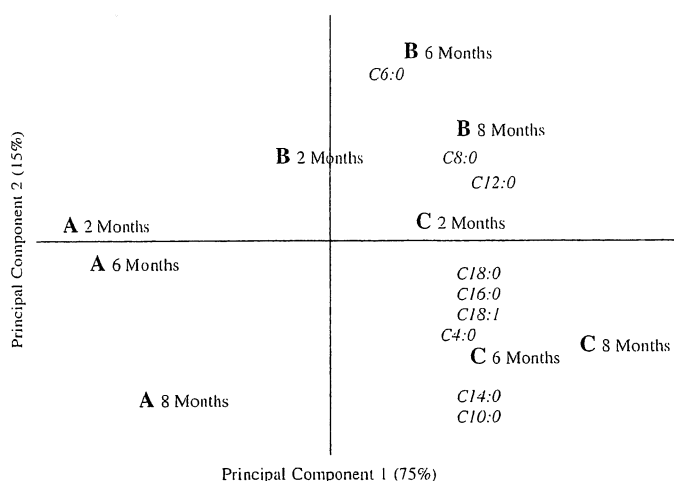 B 6 Months
C6:0
B 8 Months
B 2 Months
C8:0
C12:0
A 2 Months
C 2 Months
A 6 Months
C18:0
C16:0
C18:1
C4:0
C 6 Months
C 8 Months
A 8 Months
C14:0
C10:0
Principal Component 2 (15%)
Principal Component 1 (75%)